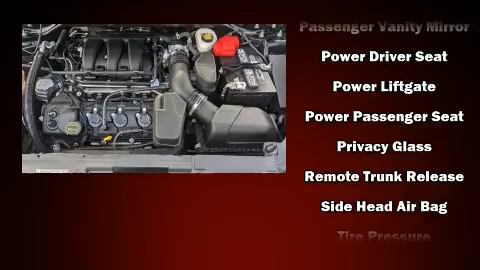 Passenger Vanity Mirror
Power Driver Seat
Power Liftgate
Power Passenger Seat
Privacy Glass
Remote Trunk Release
Side Head Air Bag
Tire Pressure